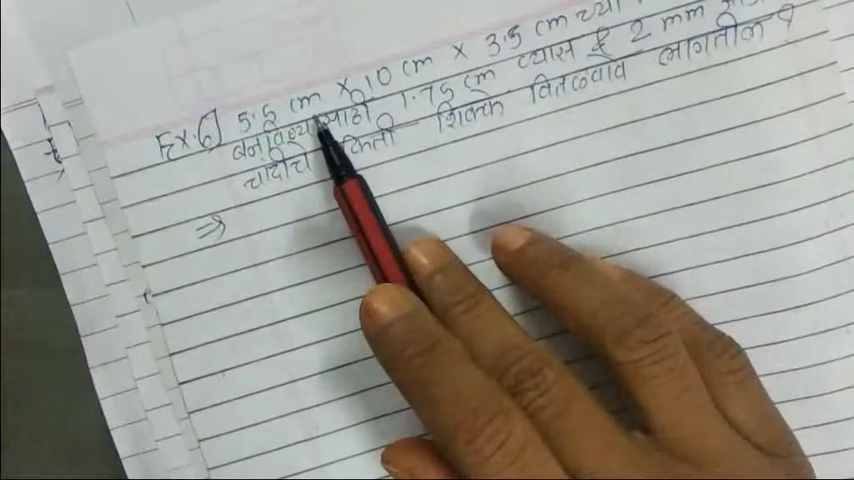 Ex. 6] 5.5 cm × 10 cm × 3.5 cm च्या
बनविण्यासाठी 1.75 cm व्यास व 2 mm
चांदीचे किती शिक्के वितळवावे लागतील ?
⇒